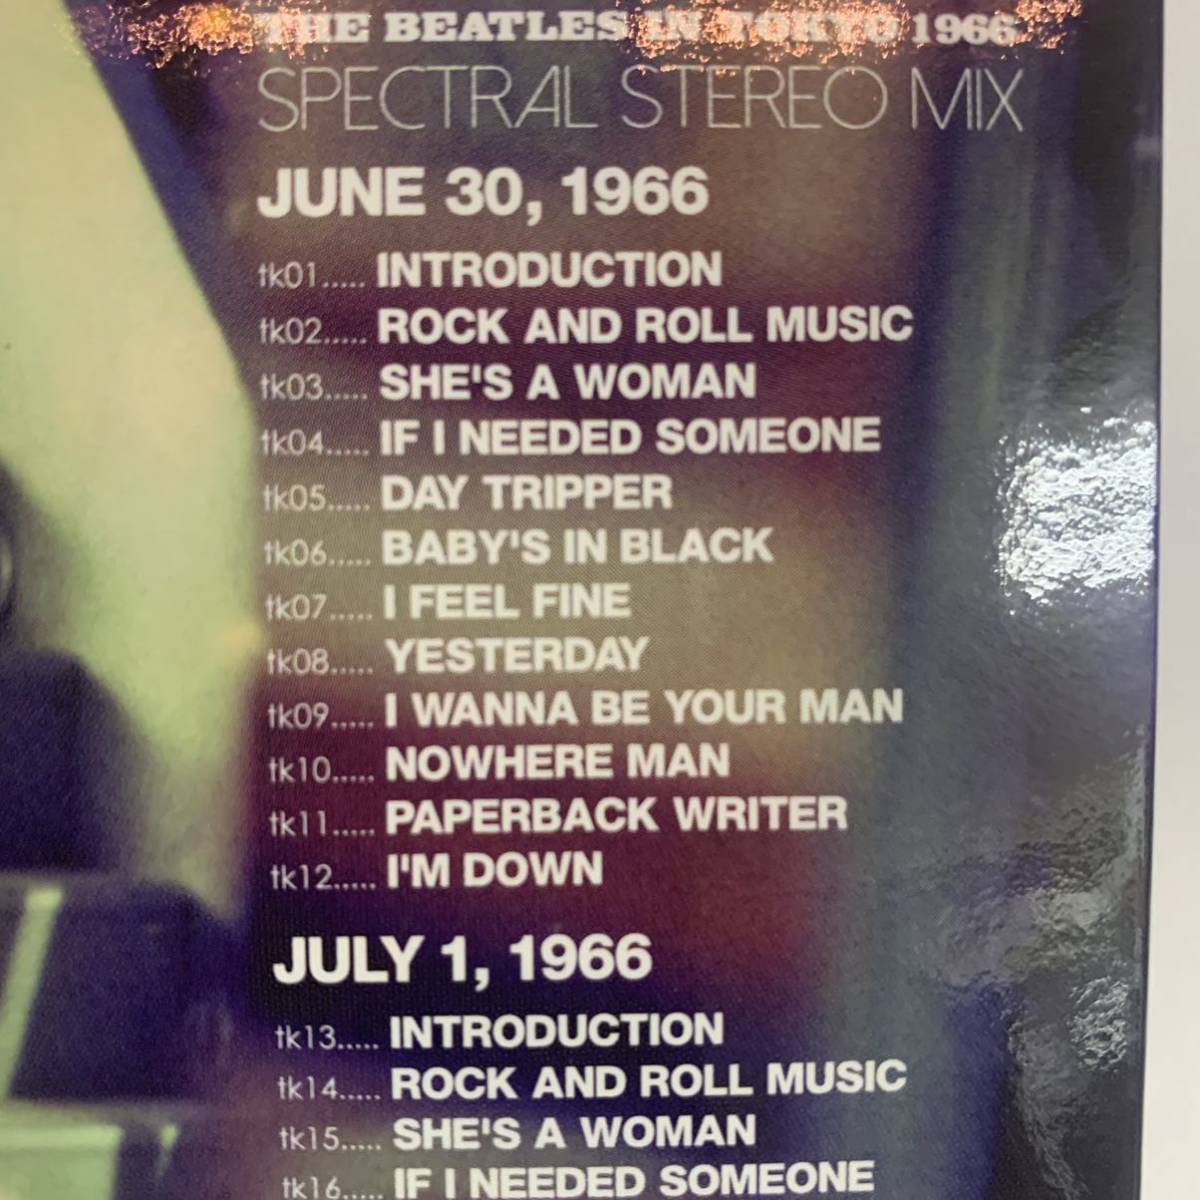 THE BEATLES IN TOKYO 1966
SPECTRAL STEREO MIX
JUNE 30, 1966
tk01..... INTRODUCTION
tk02..... ROCK AND ROLL MUSIC
tk03..... SHE'S A WOMAN
tk04..... IF I NEEDED SOMEONE
tk05..... DAY TRIPPER
tk06..... BABY'S IN BLACK
tk07..... I FEEL FINE
tk08..... YESTERDAY
tk09..... I WANNA BE YOUR MAN
tk10..... NOWHERE MAN
tk11..... PAPERBACK WRITER
tk12..... I'M DOWN
JULY 1, 1966
tk13..... INTRODUCTION
tk14..... ROCK AND ROLL MUSIC
tk15..... SHE'S A WOMAN
tk16..... IF I NEEDED SOMEONE